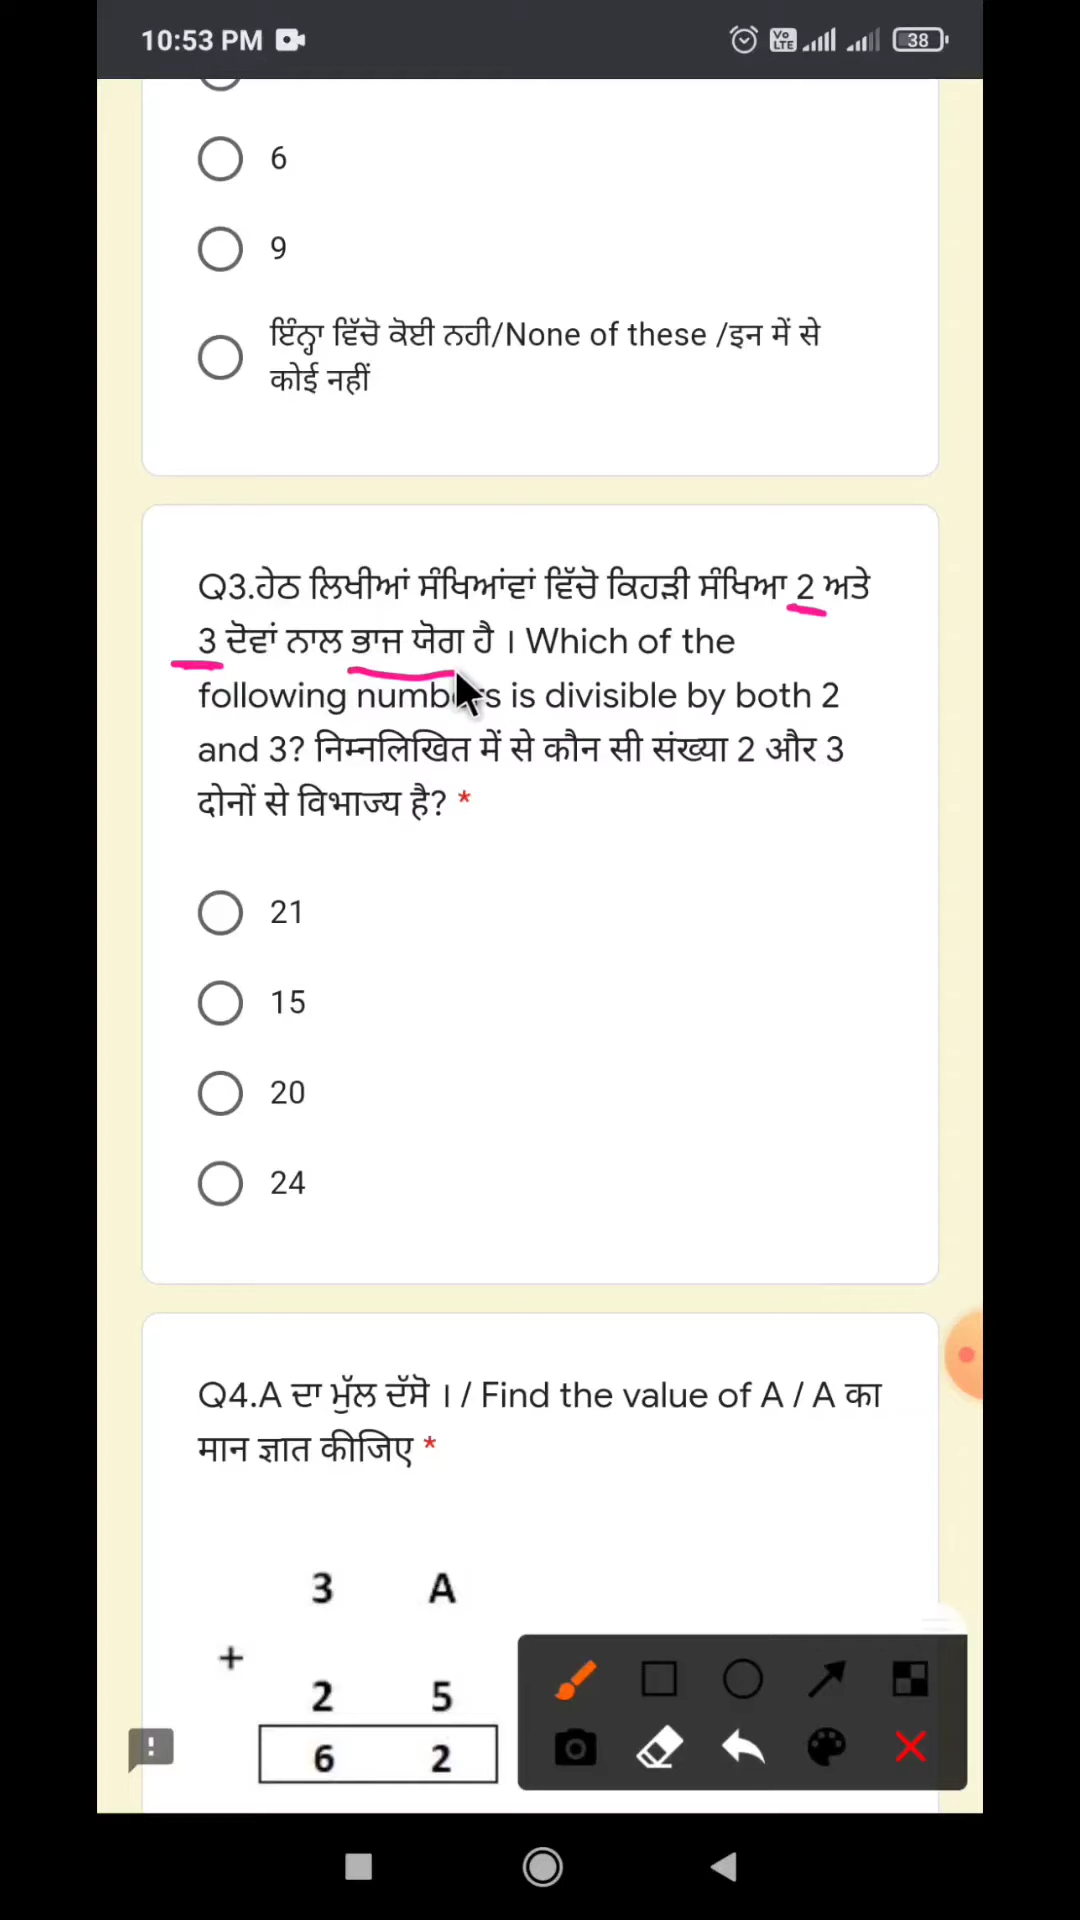 10:53 PM
Vo LTE
38
6
9
ਇੰਨ੍ਹਾ ਵਿੱਚੋ ਕੋਈ ਨਹੀ/None of these /इन में से
कोई नहीं
Q3.ਹੇਠ ਲਿਖੀਆਂ ਸੰਖਿਆਂਵਾਂ ਵਿੱਚੋ ਕਿਹੜੀ ਸੰਖਿਆ 2 ਅਤੇ
3 ਦੋਵਾਂ ਨਾਲ ਭਾਜ ਯੋਗ ਹੈ । Which of the
following numbers is divisible by both 2
and 3? निम्नलिखित में से कौन सी संख्या 2 और 3
दोनों से विभाज्य है? *
21
15
20
24
Q4.A ਦਾ ਮੁੱਲ ਦੱਸੋ । / Find the value of A / A का
मान ज्ञात कीजिए *
3 A
+
2 5
6 2